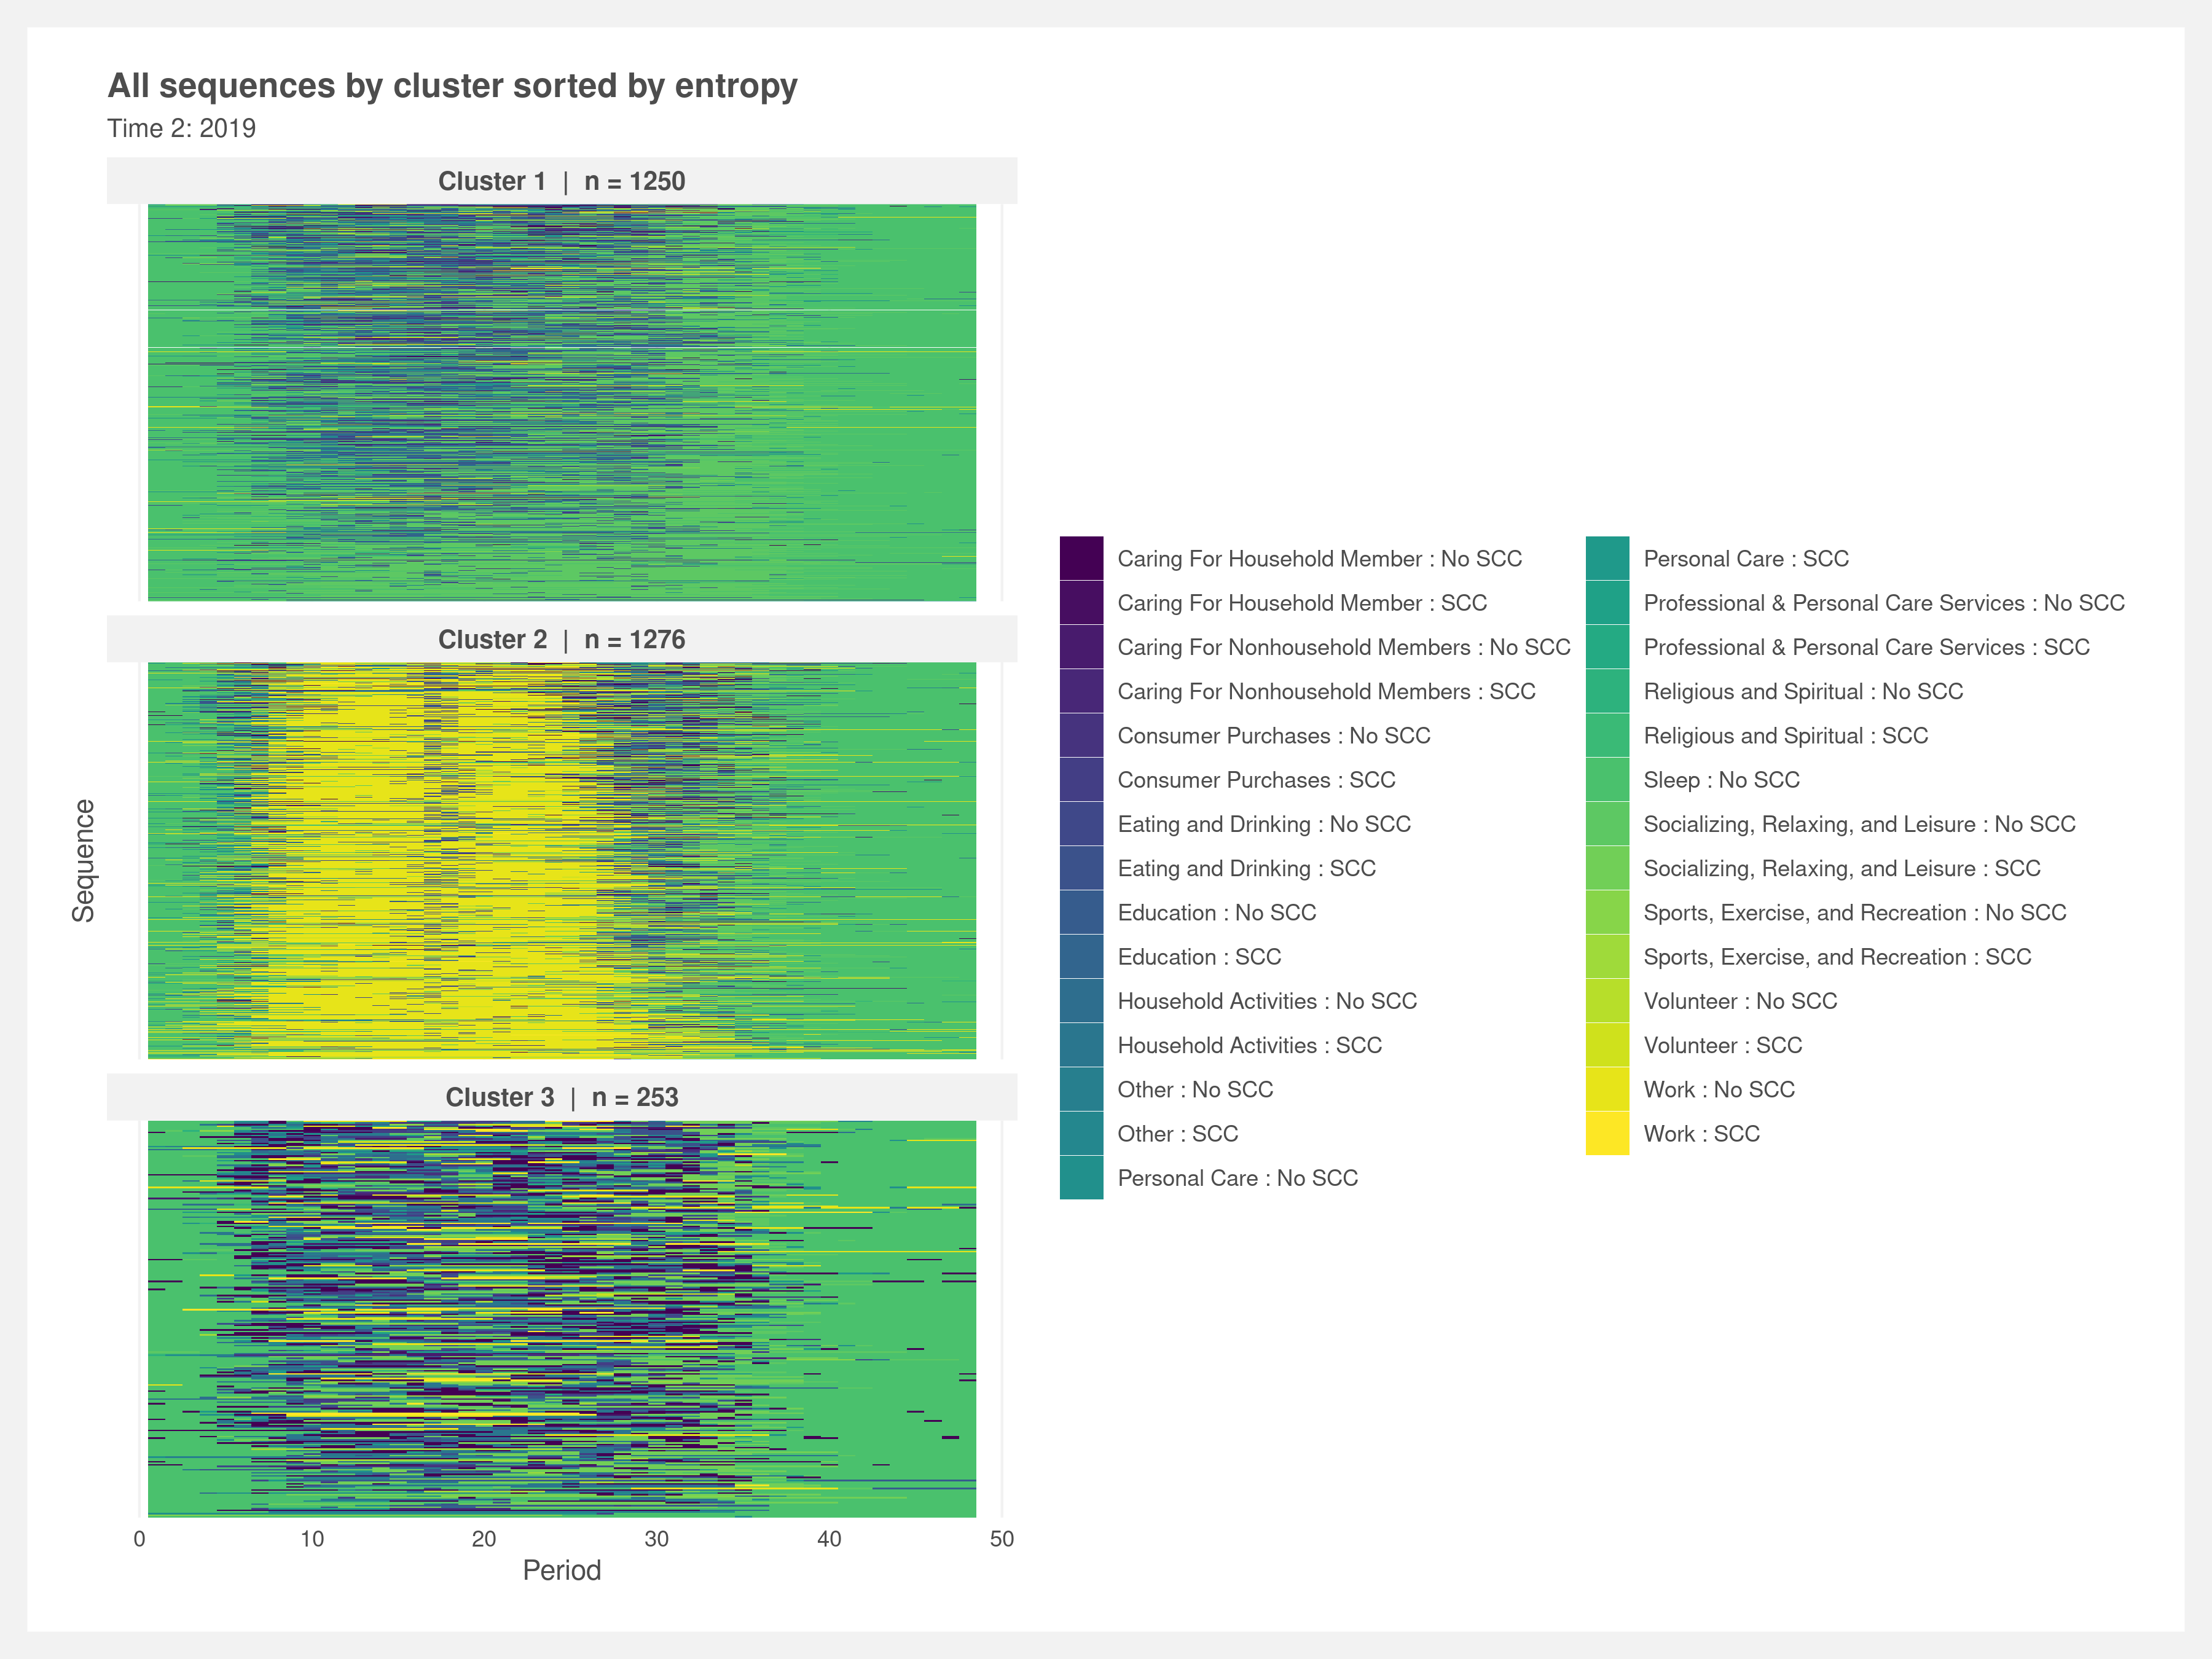 All sequences by cluster sorted by entropy
Time 2: 2019
Cluster 1 | n = 1250
Cluster 2 | n = 1276
Cluster 3 | n = 253
Sequence
0 10 20 30 40 50
Period
Caring For Household Member : No SCC
Caring For Household Member : SCC
Caring For Nonhousehold Members : No SCC
Caring For Nonhousehold Members : SCC
Consumer Purchases : No SCC
Consumer Purchases : SCC
Eating and Drinking : No SCC
Eating and Drinking : SCC
Education : No SCC
Education : SCC
Household Activities : No SCC
Household Activities : SCC
Other : No SCC
Other : SCC
Personal Care : No SCC
Personal Care : SCC
Professional & Personal Care Services : No SCC
Professional & Personal Care Services : SCC
Religious and Spiritual : No SCC
Religious and Spiritual : SCC
Sleep : No SCC
Socializing, Relaxing, and Leisure : No SCC
Socializing, Relaxing, and Leisure : SCC
Sports, Exercise, and Recreation : No SCC
Sports, Exercise, and Recreation : SCC
Volunteer : No SCC
Volunteer : SCC
Work : No SCC
Work : SCC